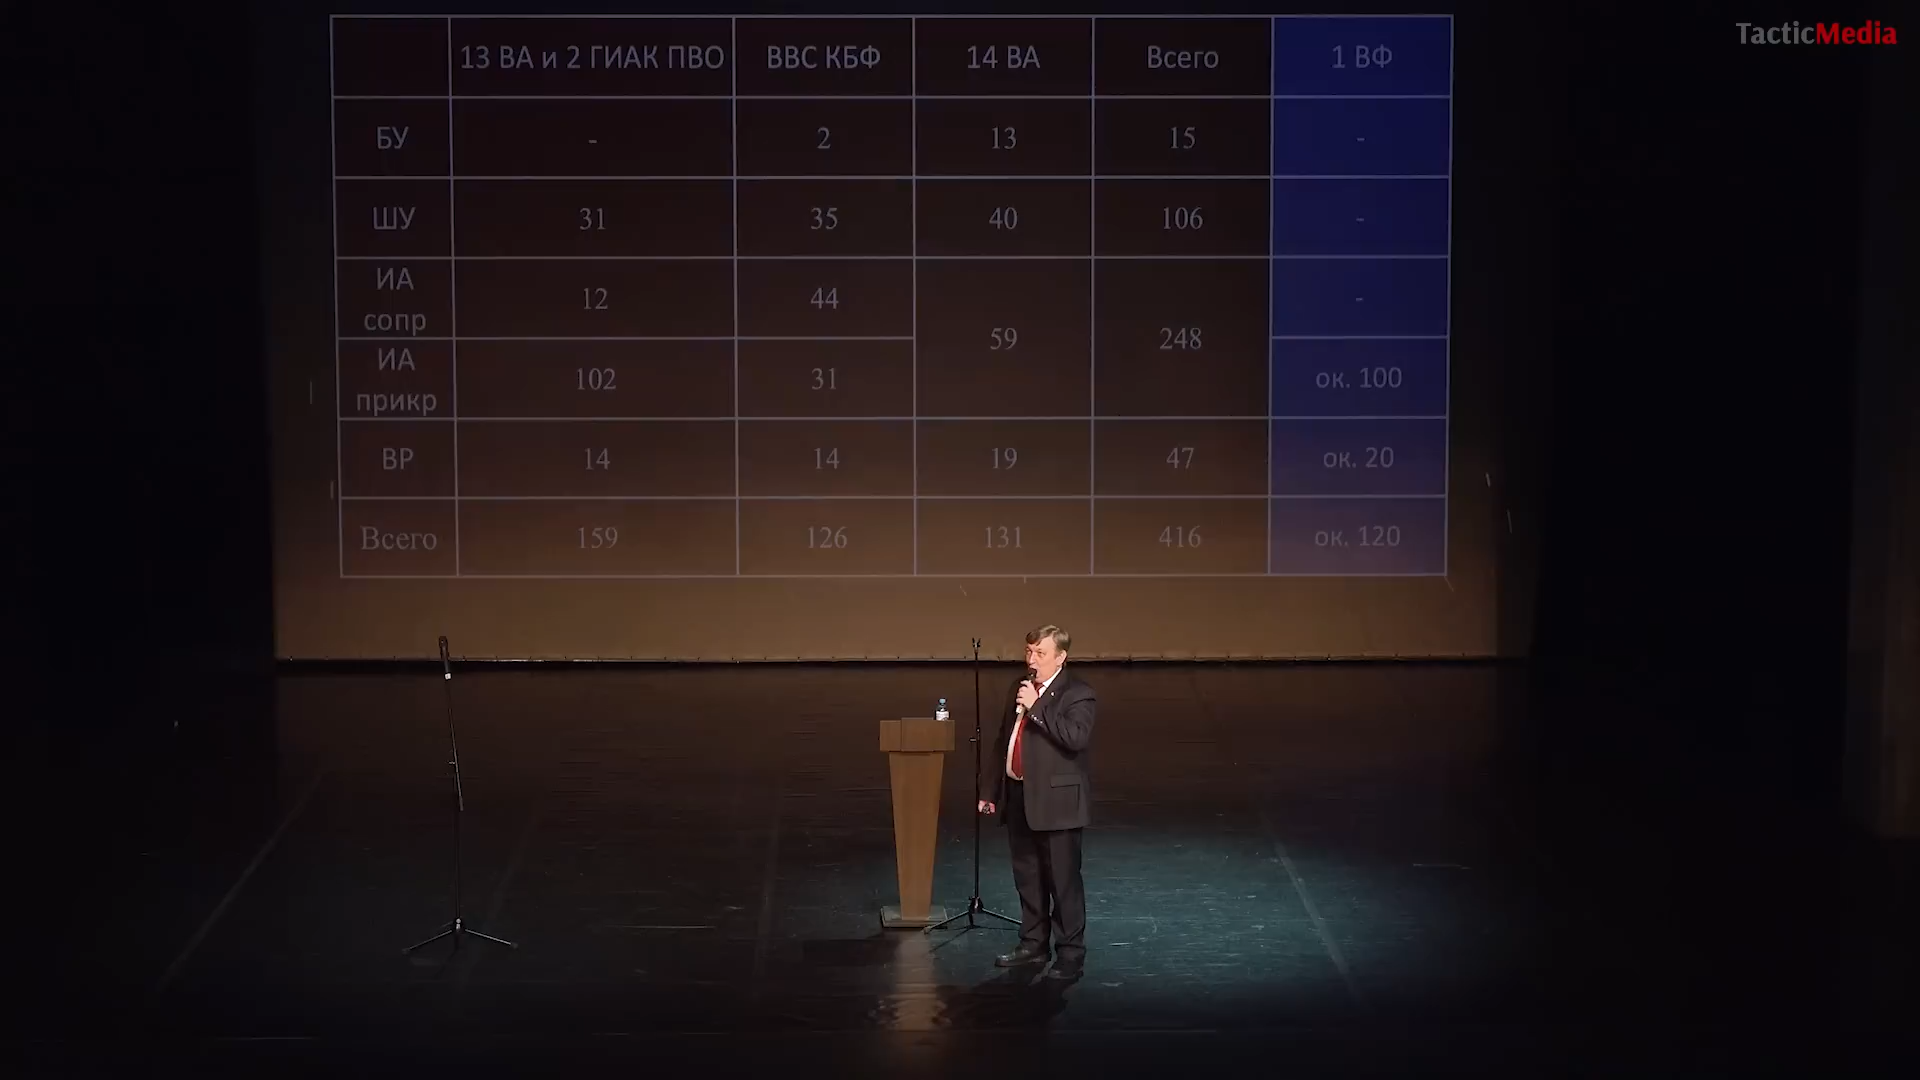 TacticMedia
13 ВА и 2 ГИАК ПВО ВВС КБФ 14 ВА Всего 1 ВФ
БУ - 2 13 15 -
ШУ 31 35 40 106 -
ИА сопр 12 44 59 248 -
ИА прикр 102 31 ок. 100
ВР 14 14 19 47 ок. 20
Всего 159 126 131 416 ок. 120